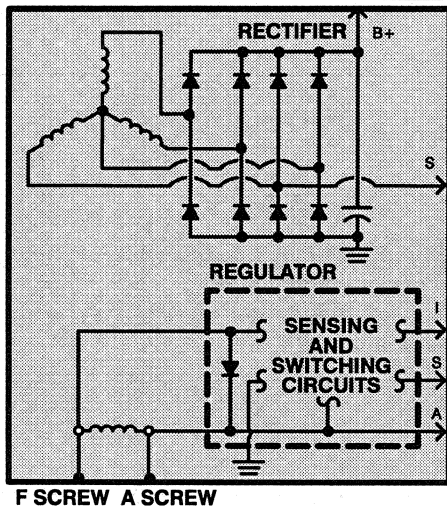 RECTIFIER
B+
S
REGULATOR
SENSING
AND
SWITCHING
CIRCUITS
I
S
A
F SCREW A SCREW